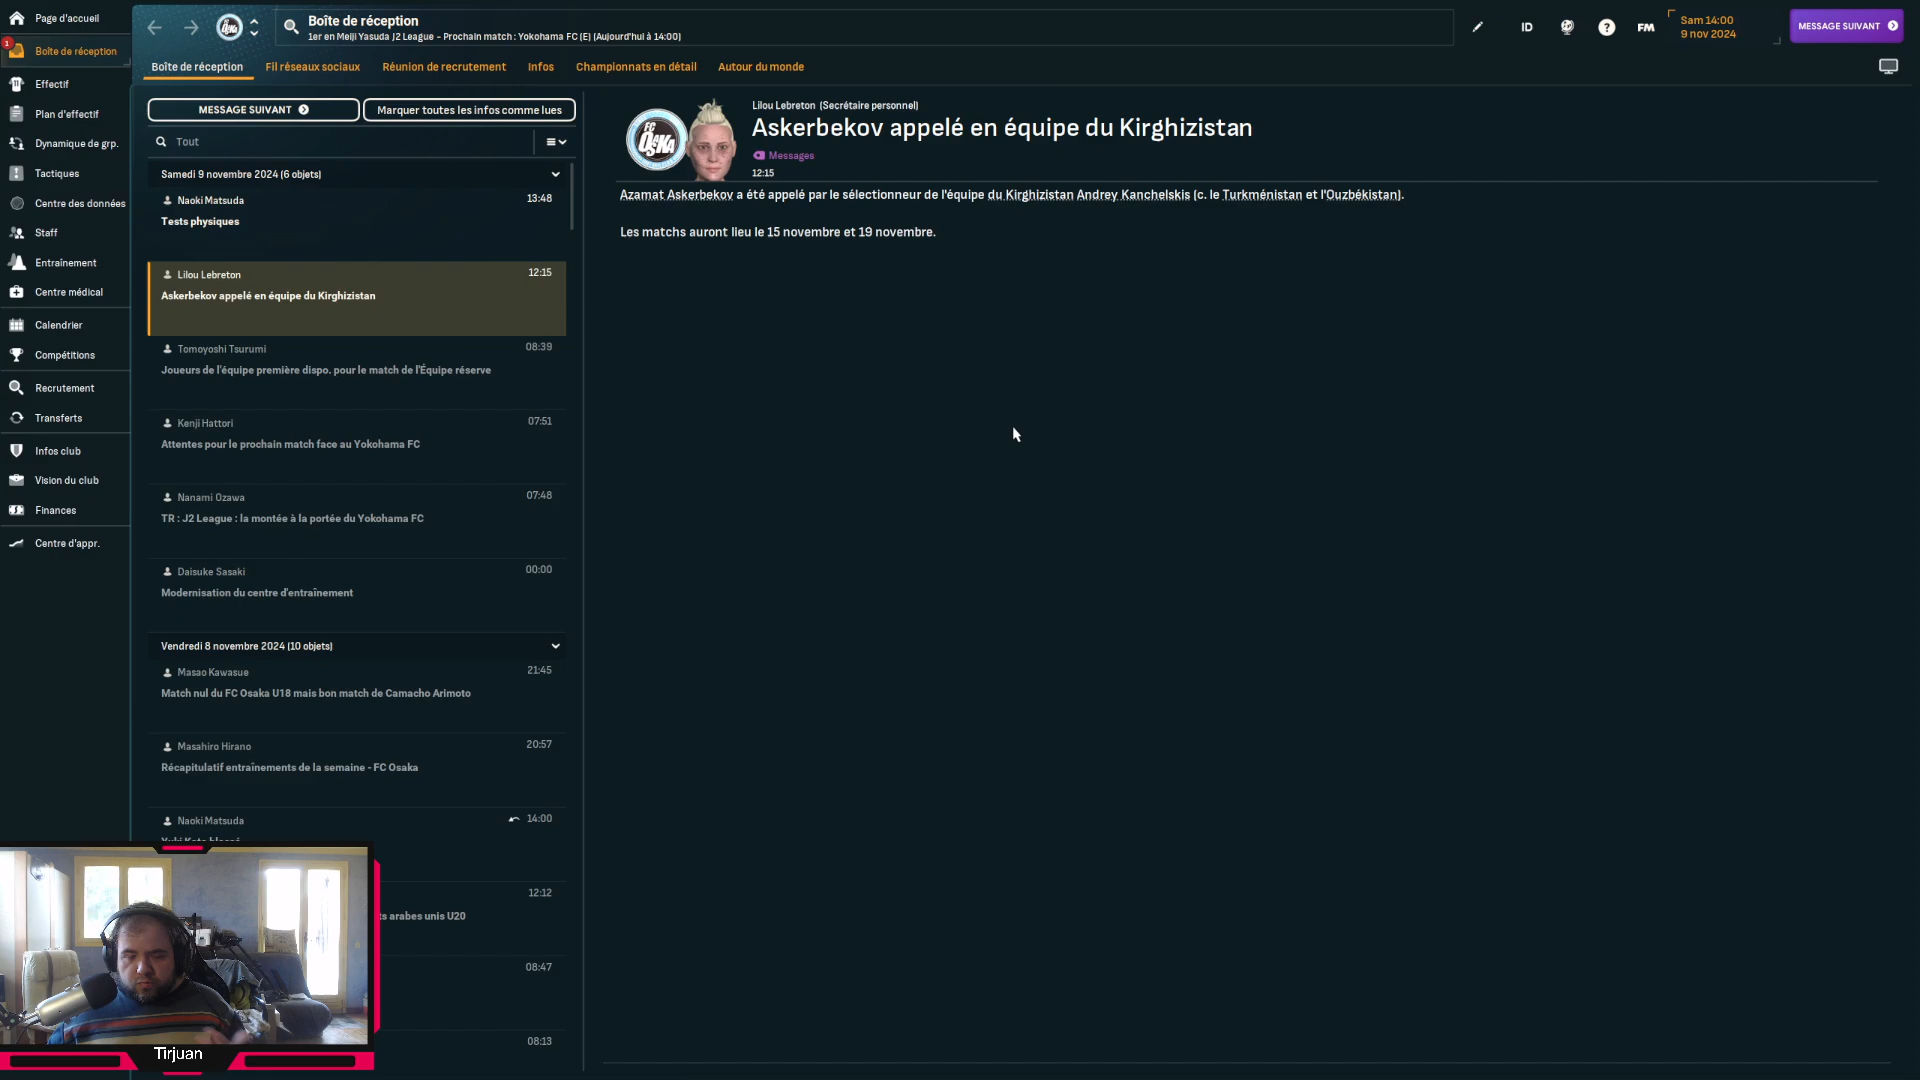 Page d'accueil
1
Boîte de réception
Effectif
Plan d'effectif
Dynamique de grp.
Tactiques
Centre des données
Staff
Entraînement
Centre médical
Calendrier
Compétitions
Recrutement
Transferts
Infos club
Vision du club
Finances
Centre d'appr.
Boîte de réception
1er en Meiji Yasuda J2 League - Prochain match : Yokohama FC (E) (Aujourd'hui à 14:00)
ID
?
FM
Sam 14:00
9 nov 2024
MESSAGE SUIVANT
Boîte de réception
Fil réseaux sociaux
Réunion de recrutement
Infos
Championnats en détail
Autour du monde
MESSAGE SUIVANT
Marquer toutes les infos comme lues
Tout
Samedi 9 novembre 2024 (6 objets)
Naoki Matsuda 13:48
Tests physiques
Lilou Lebreton 12:15
Askerbekov appelé en équipe du Kirghizistan
Tomoyoshi Tsurumi 08:39
Joueurs de l'équipe première dispo. pour le match de l'Équipe réserve
Kenji Hattori 07:51
Attentes pour le prochain match face au Yokohama FC
Nanami Ozawa 07:48
TR : J2 League : la montée à la portée du Yokohama FC
Daisuke Sasaki 00:00
Modernisation du centre d'entraînement
Vendredi 8 novembre 2024 (10 objets)
Masao Kawasue 21:45
Match nul du FC Osaka U18 mais bon match de Camacho Arimoto
Masahiro Hirano 20:57
Récapitulatif entraînements de la semaine - FC Osaka
Naoki Matsuda 14:00
12:12
ts arabes unis U20
08:47
08:13
FC OSKA
Lilou Lebreton (Secrétaire personnel)
Askerbekov appelé en équipe du Kirghizistan
Messages
12:15
Azamat Askerbekov a été appelé par le sélectionneur de l'équipe du Kirghizistan Andrey Kanchelskis (c. le Turkménistan et l'Ouzbékistan).
Les matchs auront lieu le 15 novembre et 19 novembre.
Tirjuan